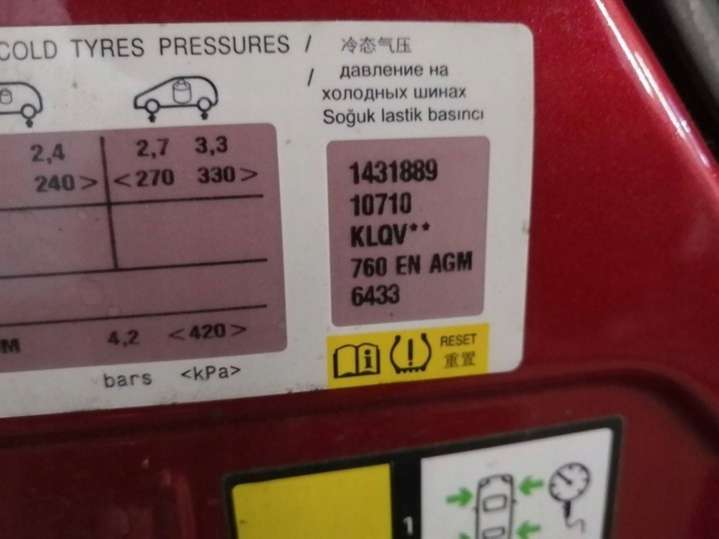 COLD TYRES PRESSURES / 冷态气压
/ давление на
холодных шинах
Soğuk lastik basıncı
2,4 2,7 3,3
240> <270 330>
1431889
10710
KLQV**
760 EN AGM
6433
M 4,2 <420>
bars <kPa>
RESET
重置
1